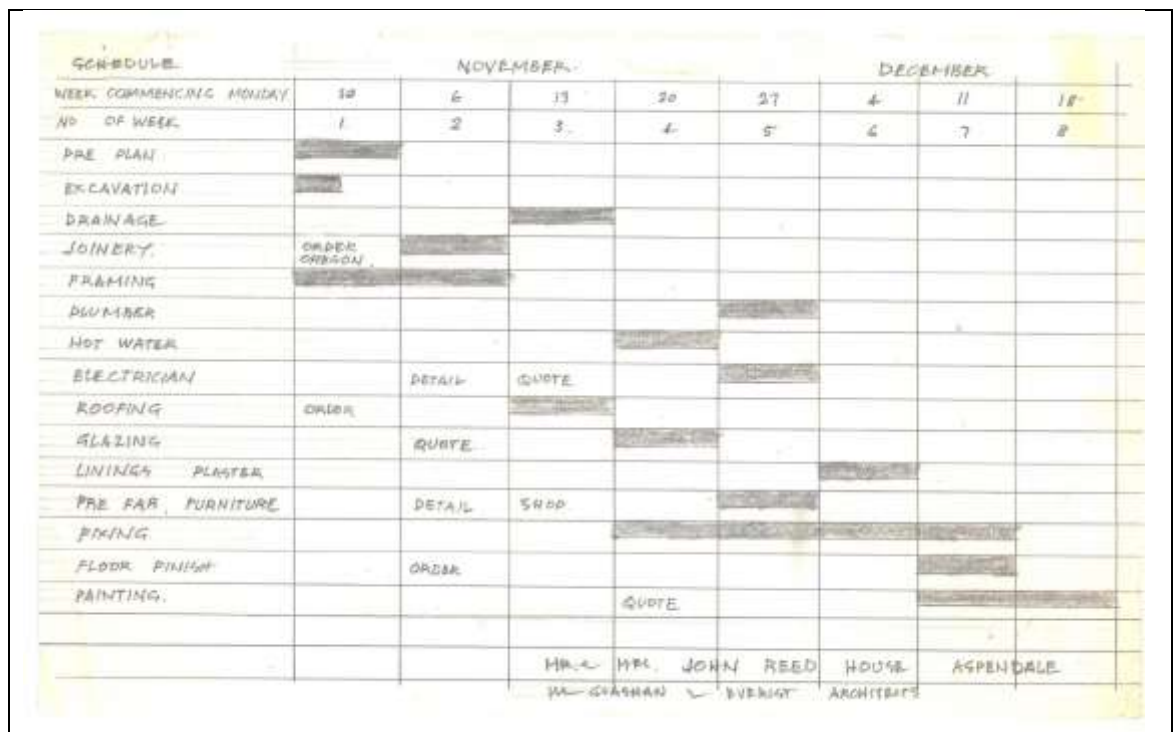 SCHEDULE NOVEMBER. DECEMBER
WEEK COMMENCING MONDAY 30 6 13 20 27 4 11 18
NO OF WEEK 1 2 3 4 5 6 7 8
PRE PLAN
EXCAVATION
DRAINAGE
JOINERY. ORDER OREGON.
FRAMING
PLUMBER
HOT WATER
ELECTRICIAN DETAIL QUOTE
ROOFING ORDER
GLAZING QUOTE
LININGS PLASTER
PRE FAB. FURNITURE DETAIL SHOP
FIXING
FLOOR FINISH ORDER
PAINTING. QUOTE
MR. & MRS. JOHN REED HOUSE ASPENDALE
McGLASHAN & EVERIST ARCHITECTS